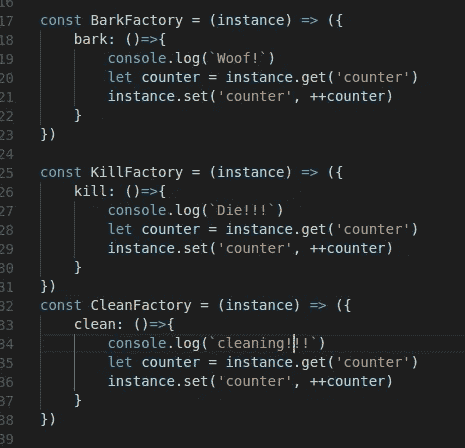 16
17 const BarkFactory = (instance) => ({
18     bark: ()=>{
19         console.log(`Woof!`)
20         let counter = instance.get('counter')
21         instance.set('counter', ++counter)
22     }
23 })
24
25 const KillFactory = (instance) => ({
26     kill: ()=>{
27         console.log(`Die!!!`)
28         let counter = instance.get('counter')
29         instance.set('counter', ++counter)
30     }
31 })
32 const CleanFactory = (instance) => ({
33     clean: ()=>{
34         console.log(`cleaning!!!`)
35         let counter = instance.get('counter')
36         instance.set('counter', ++counter)
37     }
38 })
39